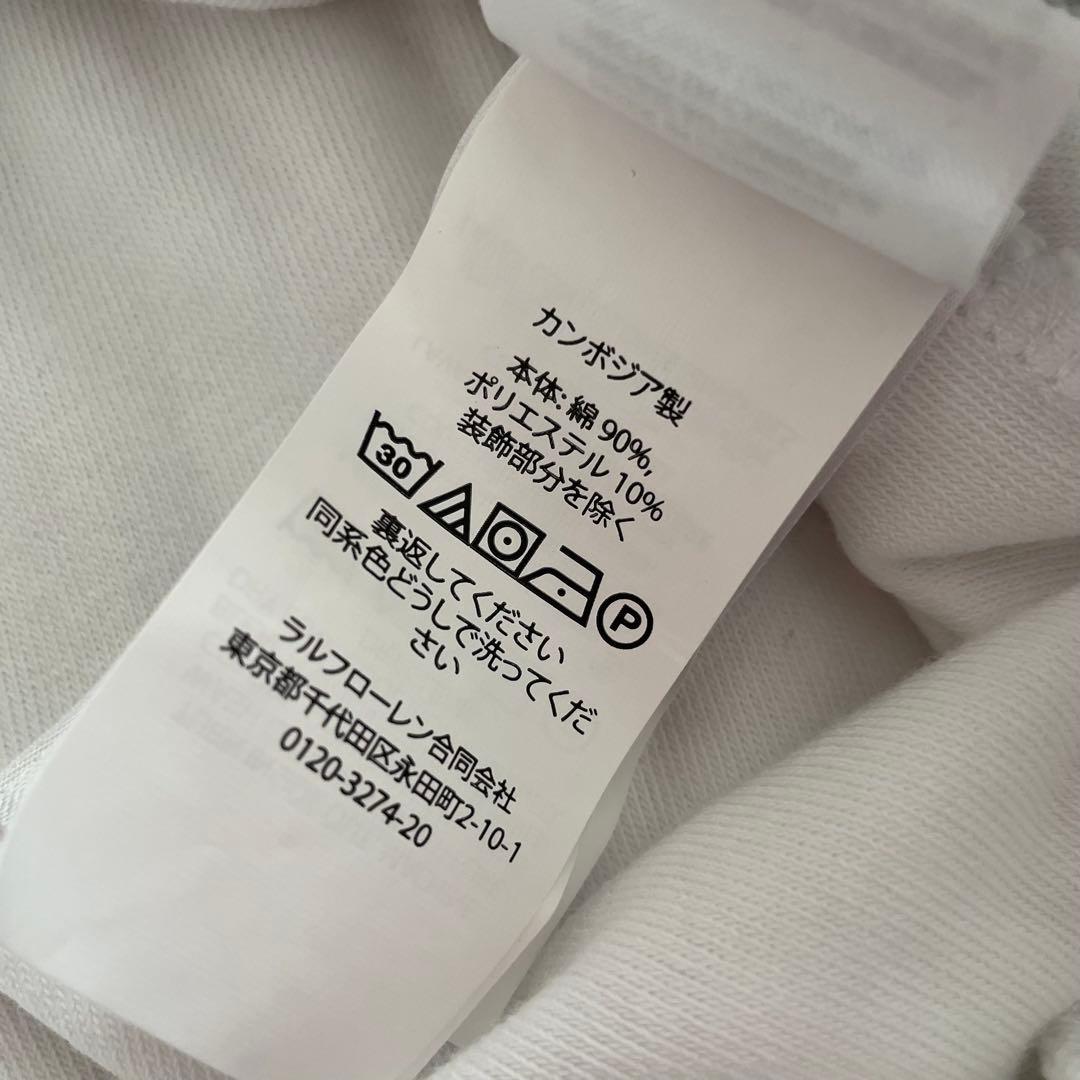 カンボジア製
本体: 綿 90%,
ポリエステル 10%
装飾部分を除く
30 P
裏返してください
同系色どうしで洗ってくだ
さい
ラルフローレン合同会社
東京都千代田区永田町2-10-1
0120-3274-20